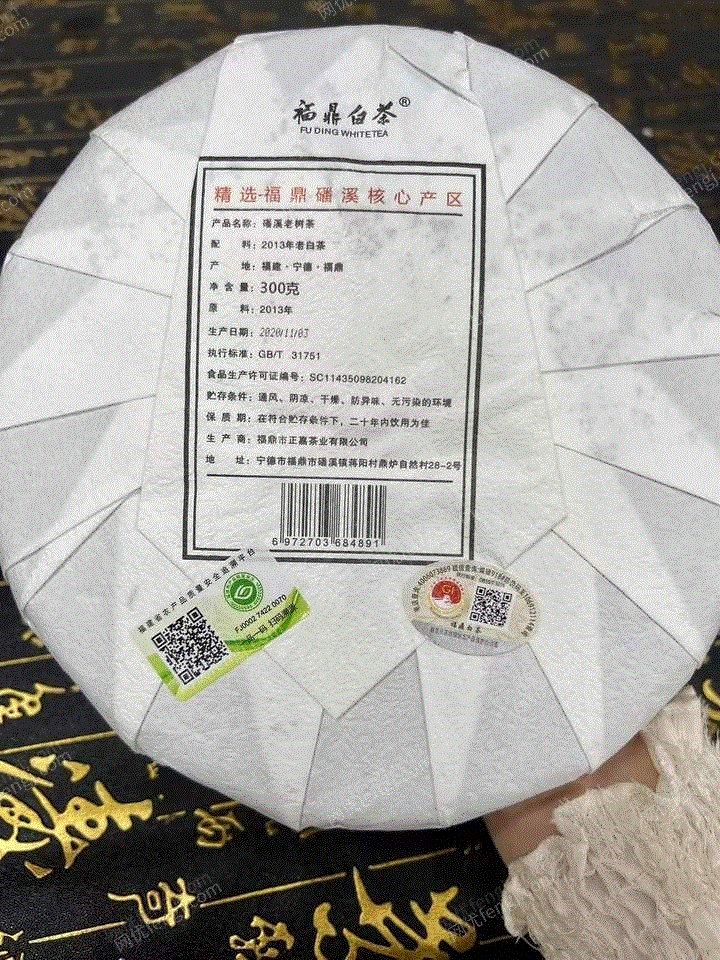 福鼎白茶®
FU DING WHITE TEA
精选-福鼎磻溪核心产区
产品名称：磻溪老树茶
配 料：2013年老白茶
产 地：福建·宁德·福鼎
净含量：300克
原 料：2013年
生产日期：2020/11/03
执行标准：GB/T 31751
食品生产许可证编号：SC11435098204162
贮存条件：通风、阴凉、干燥、防异味、无污染的环境
保质期：在符合贮存条件下，二十年内饮用为佳
生产商：福鼎市正嘉茶业有限公司
地 址：宁德市福鼎市磻溪镇蒋阳村鼎炉自然村28-2号
6 972703 684891
福建省农产品质量安全追溯平台
FJ0002 7422 0070
一品一码 扫码溯源
福鼎白茶